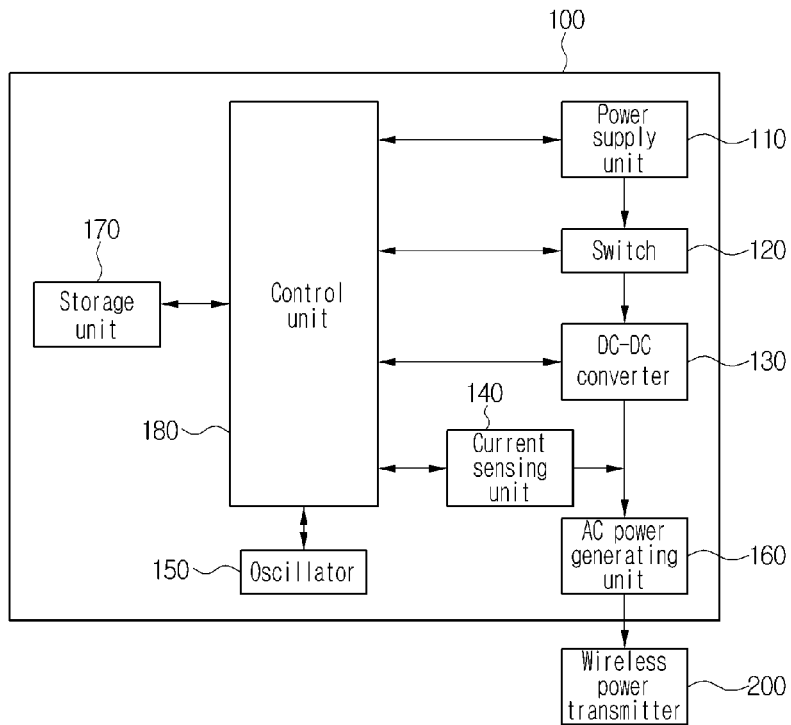 100
Power
supply
unit
110
Switch
120
170
Storage
unit
Control
unit
DC-DC
converter
130
140
180
Current
sensing
unit
AC power
generating
unit
160
150
Oscillator
Wireless
power
transmitter
200